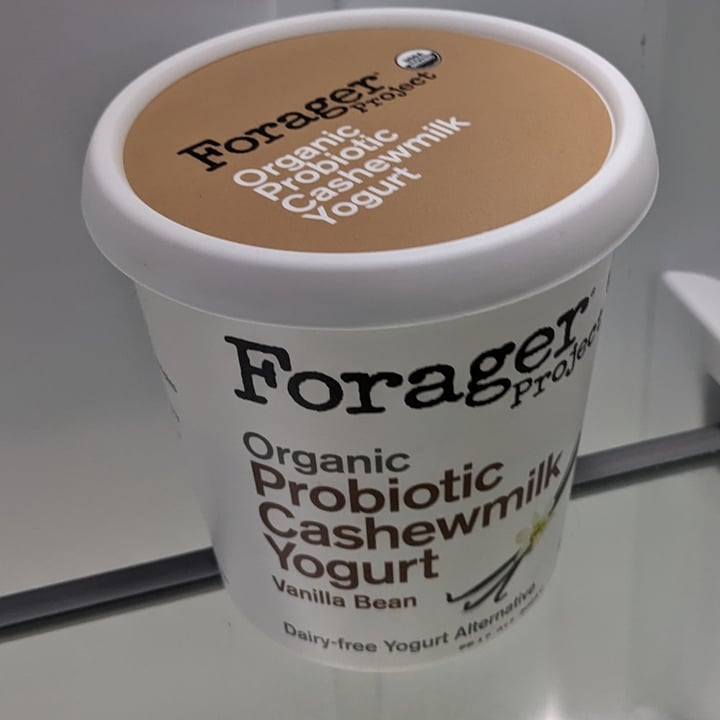 Forager
Project
Organic
Probiotic
Cashewmilk
Yogurt
Forager
Project
Organic
Probiotic
Cashewmilk
Yogurt
Vanilla Bean
Dairy-free Yogurt Alternative